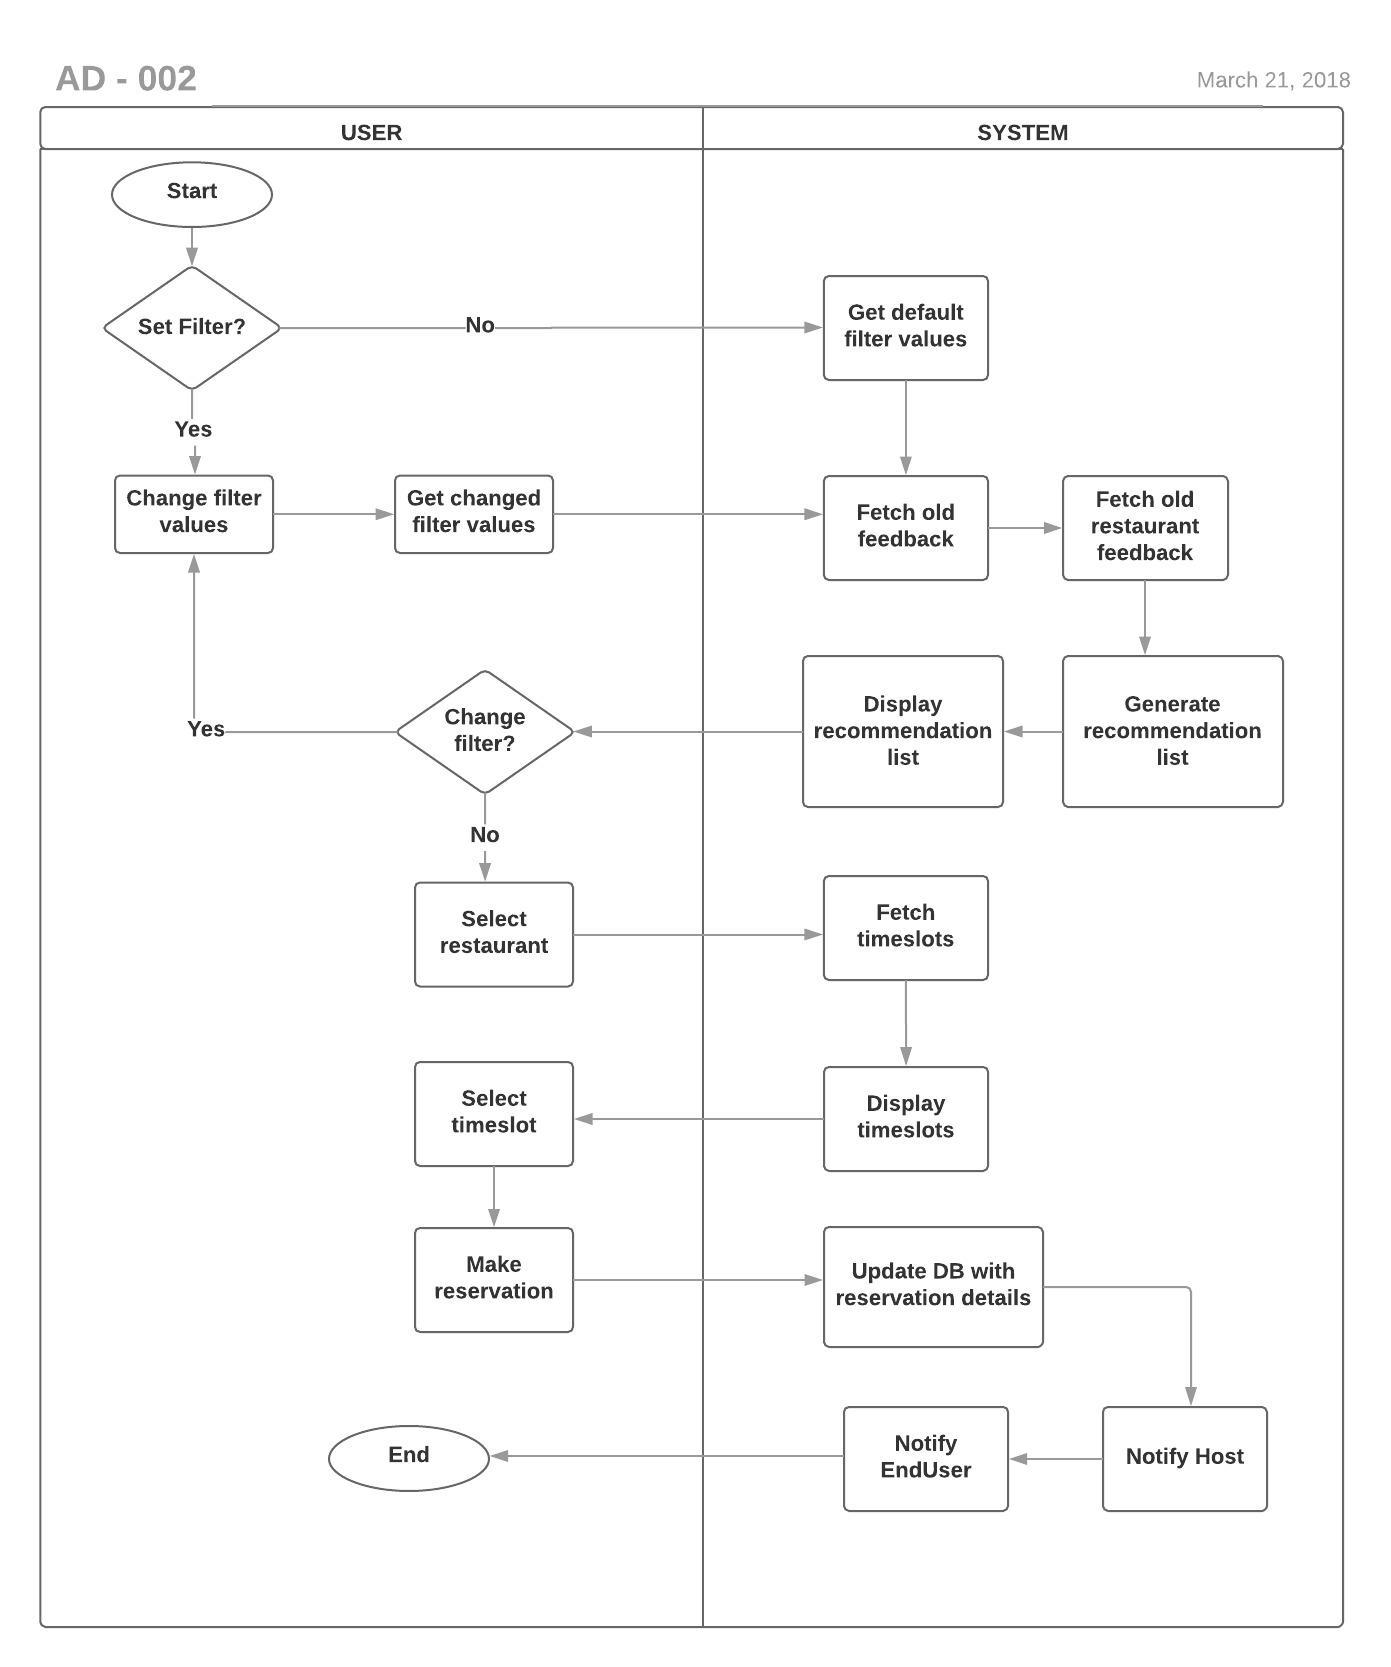 AD - 002
March 21, 2018
USER
SYSTEM
Start
Set Filter?
No
Get default
filter values
Yes
Change filter
values
Get changed
filter values
Fetch old
feedback
Fetch old
restaurant
feedback
Yes
Change
filter?
Display
recommendation
list
Generate
recommendation
list
No
Select
restaurant
Fetch
timeslots
Select
timeslot
Display
timeslots
Make
reservation
Update DB with
reservation details
End
Notify
EndUser
Notify Host